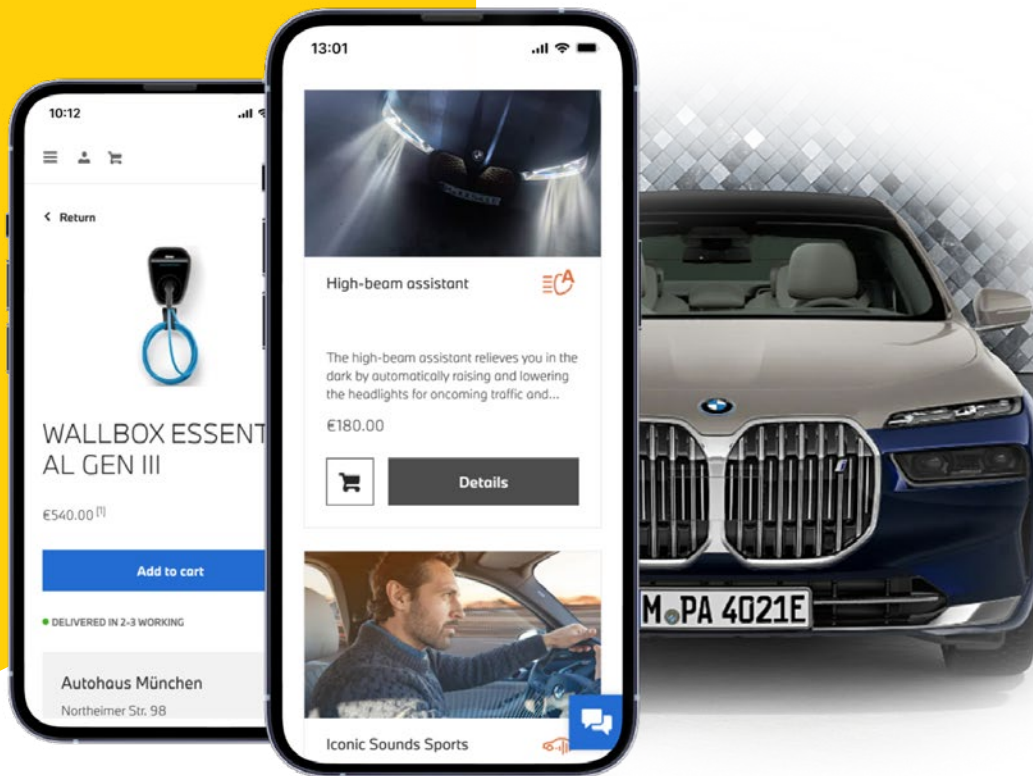 10:12
Return
WALLBOX ESSENT
AL GEN III
€540.00 [1]
Add to cart
DELIVERED IN 2-3 WORKING
Autohaus München
Northeimer Str. 98
13:01
High-beam assistant
A
The high-beam assistant relieves you in the
dark by automatically raising and lowering
the headlights for oncoming traffic and...
€180.00
Details
Iconic Sounds Sports
M PA 4021E